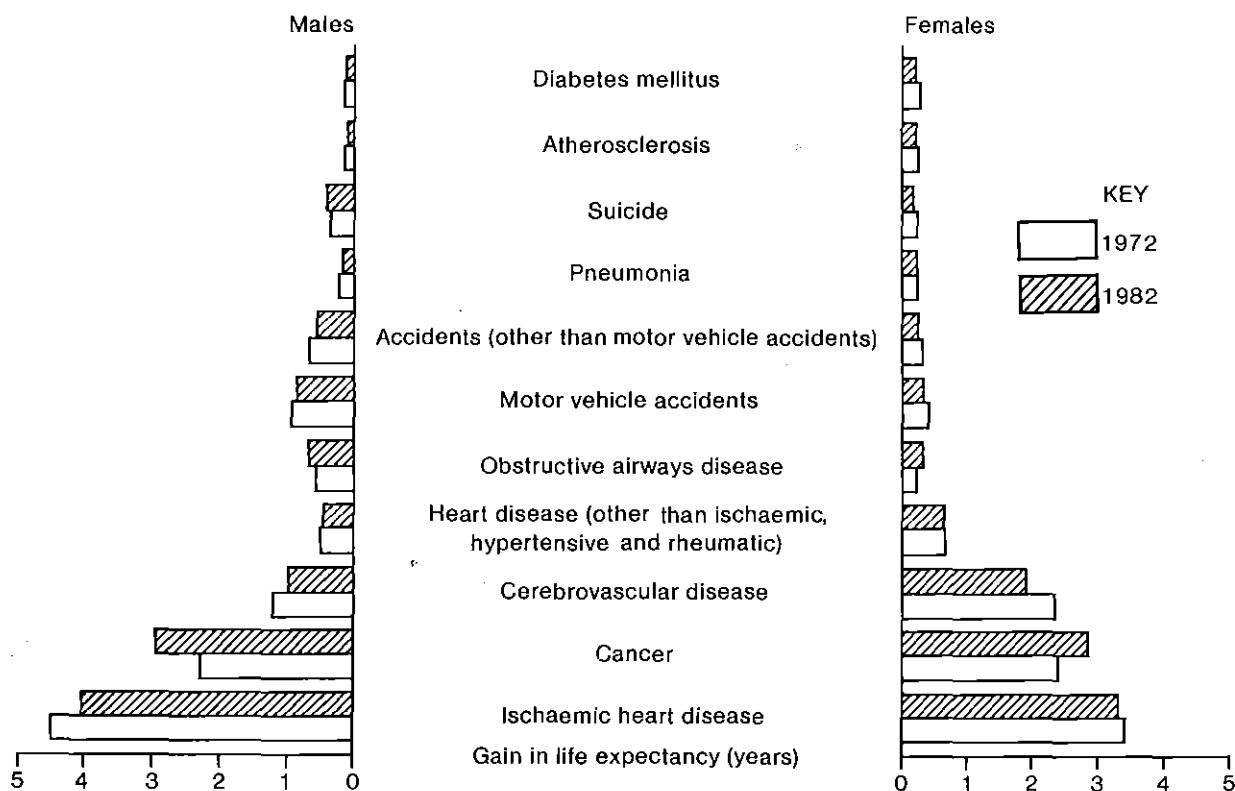 Males
Females
Diabetes mellitus
Atherosclerosis
Suicide
Pneumonia
Accidents (other than motor vehicle accidents)
Motor vehicle accidents
Obstructive airways disease
Heart disease (other than ischaemic,
hypertensive and rheumatic)
Cerebrovascular disease
Cancer
Ischaemic heart disease
Gain in life expectancy (years)
KEY
1972
1982
5 4 3 2 1 0
0 1 2 3 4 5